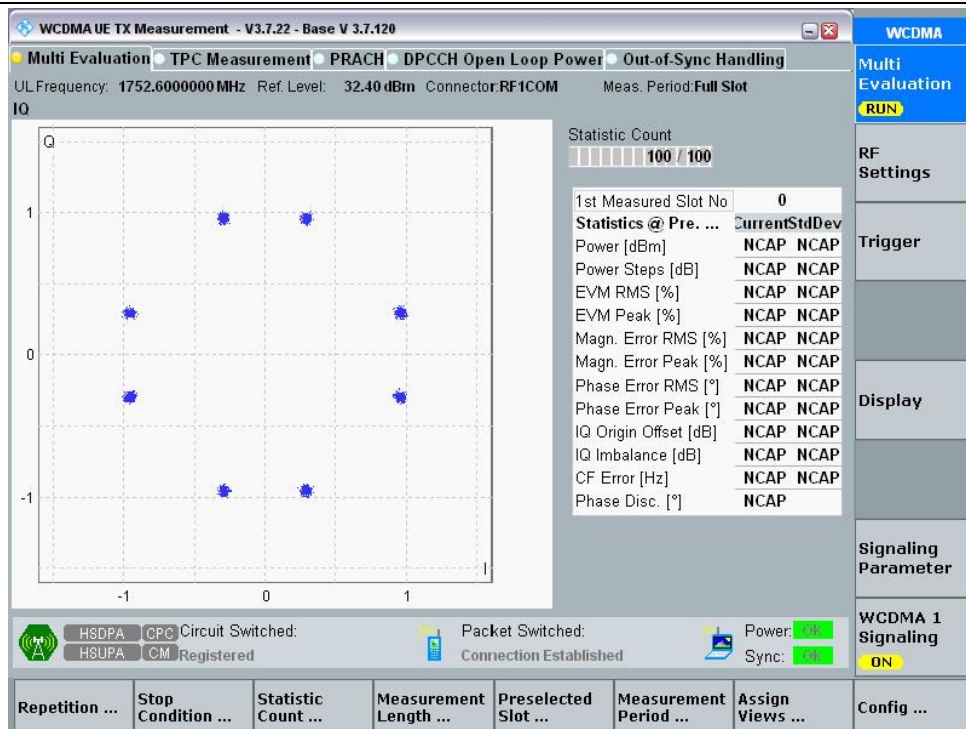 WCDMA UE TX Measurement - V3.7.22 - Base V 3.7.120
WCDMA
Multi Evaluation TPC Measurement PRACH DPCCH Open Loop Power Out-of-Sync Handling
Multi Evaluation
RUN
UL Frequency: 1752.6000000 MHz Ref. Level: 32.40 dBm Connector:RF1COM Meas. Period:Full Slot
IQ
Q
1
0
-1
-1 0 1
I
Statistic Count
100 / 100
1st Measured Slot No 0
Statistics @ Pre. ... Current StdDev
Power [dBm] NCAP NCAP
Power Steps [dB] NCAP NCAP
EVM RMS [%] NCAP NCAP
EVM Peak [%] NCAP NCAP
Magn. Error RMS [%] NCAP NCAP
Magn. Error Peak [%] NCAP NCAP
Phase Error RMS [°] NCAP NCAP
Phase Error Peak [°] NCAP NCAP
IQ Origin Offset [dB] NCAP NCAP
IQ Imbalance [dB] NCAP NCAP
CF Error [Hz] NCAP NCAP
Phase Disc. [°] NCAP
RF Settings
Trigger
Display
Signaling Parameter
WCDMA 1 Signaling
ON
HSDPA CPC Circuit Switched: Packet Switched: Power: OK
HSUPA CM Registered Connection Established Sync: OK
Repetition ... Stop Condition ... Statistic Count ... Measurement Length ... Preselected Slot ... Measurement Period ... Assign Views ... Config ...